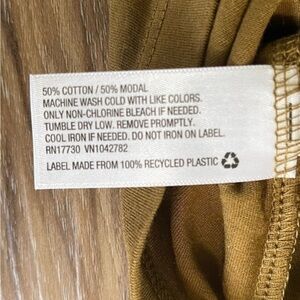 50% COTTON / 50% MODAL
MACHINE WASH COLD WITH LIKE COLORS.
ONLY NON-CHLORINE BLEACH IF NEEDED.
TUMBLE DRY LOW. REMOVE PROMPTLY.
COOL IRON IF NEEDED. DO NOT IRON ON LABEL.
RN17730 VN1042782
LABEL MADE FROM 100% RECYCLED PLASTIC